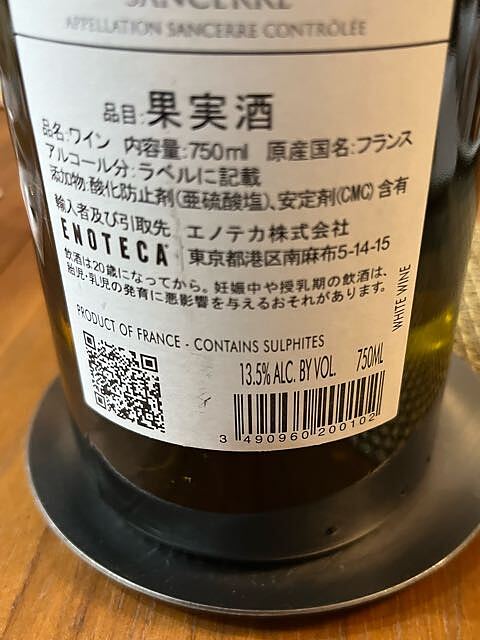 SANCERRE
APPELLATION SANCERRE CONTRÔLÉE
品目:果実酒
品名:ワイン 内容量:750ml 原産国名:フランス
アルコール分:ラベルに記載
添加物:酸化防止剤(亜硫酸塩)、安定剤(CMC)含有
輸入者及び引取先 エノテカ株式会社
ENOTECA 東京都港区南麻布5-14-15
飲酒は20歳になってから。妊娠中や授乳期の飲酒は、
胎児・乳児の発育に悪影響を与えるおそれがあります。
WHITE WINE
PRODUCT OF FRANCE - CONTAINS SULPHITES
13.5% ALC. BY VOL. 750ML
3 490960 200102